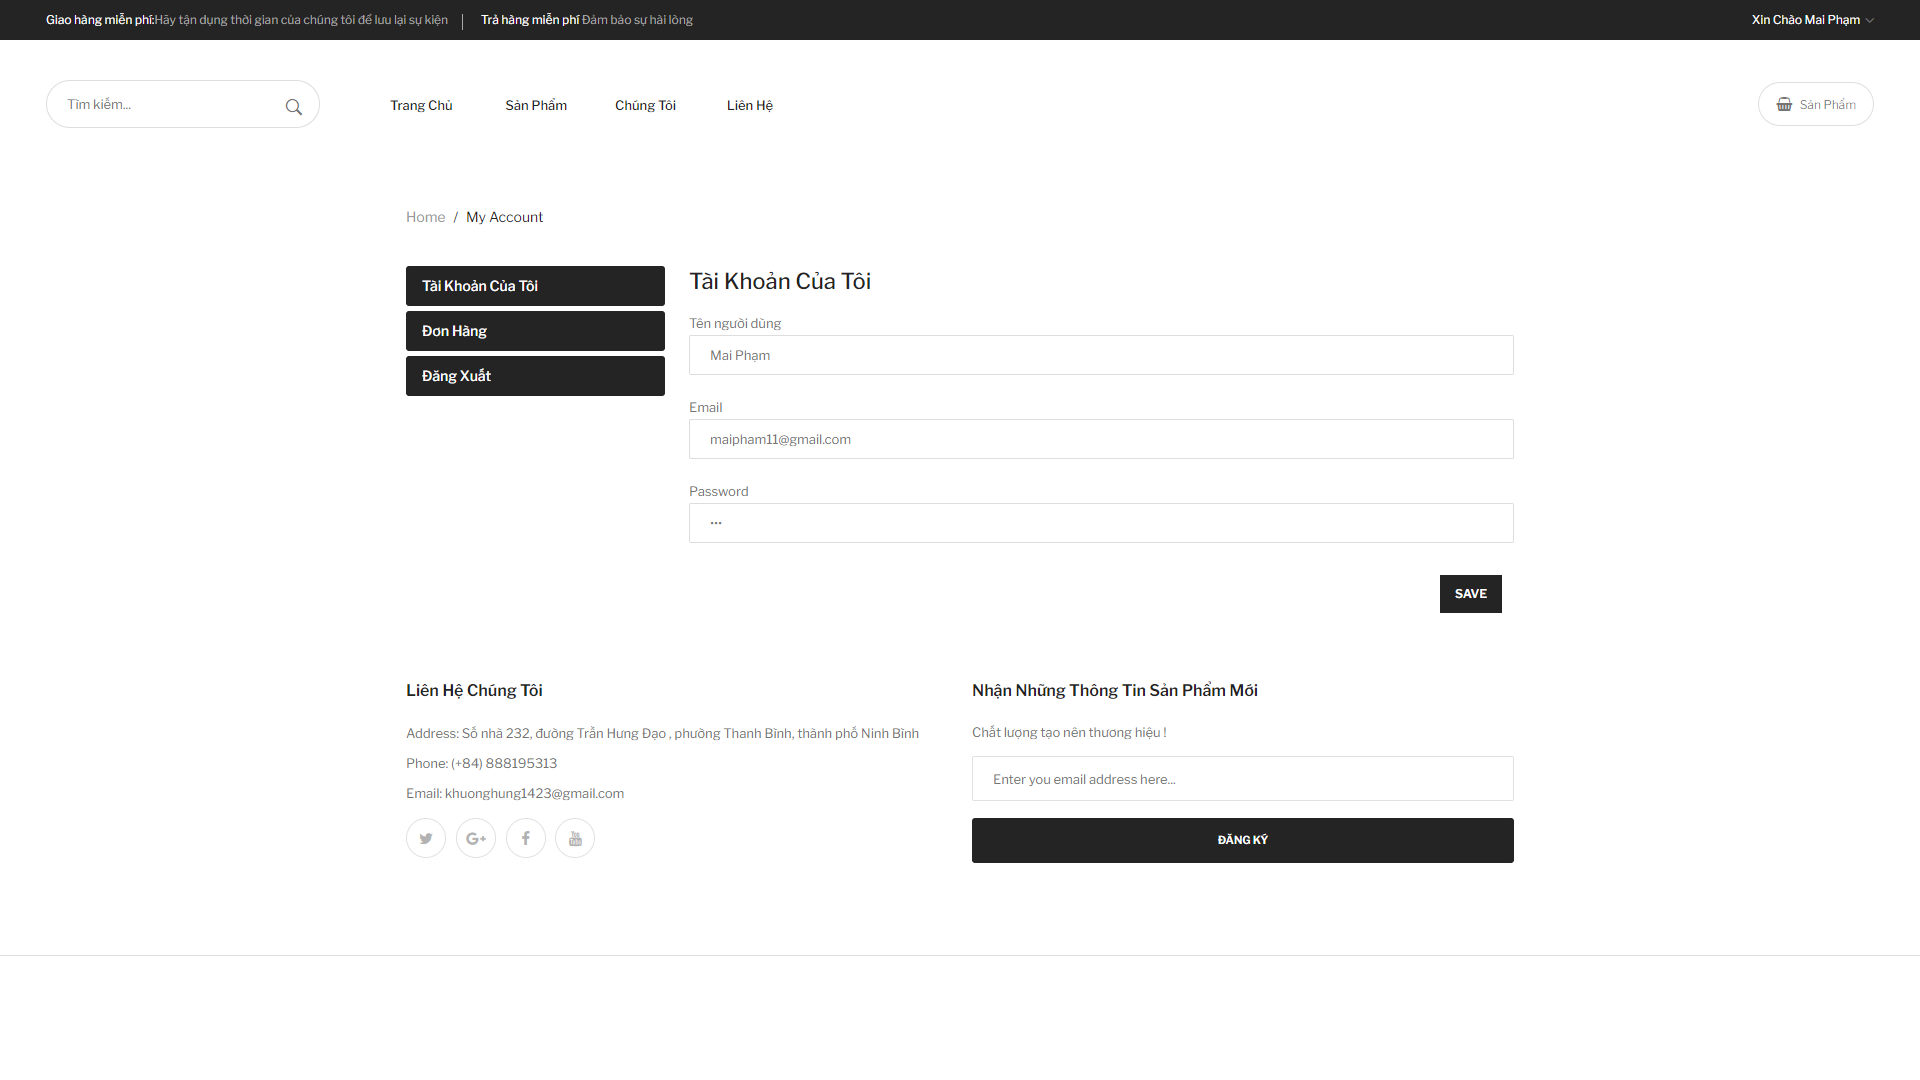 Giao hàng miễn phí:Hãy tận dụng thời gian của chúng tôi để lưu lại sự kiện
Trả hàng miễn phí Đảm bảo sự hài lòng
Xin Chào Mai Phạm
Tìm kiếm...
Trang Chủ
Sản Phẩm
Chúng Tôi
Liên Hệ
Sản Phẩm
Home / My Account
Tài Khoản Của Tôi
Đơn Hàng
Đăng Xuất
Tài Khoản Của Tôi
Tên người dùng
Mai Phạm
Email
maipham11@gmail.com
Password
•••
SAVE
Liên Hệ Chúng Tôi
Address: Số nhà 232, đường Trần Hưng Đạo , phường Thanh Bình, thành phố Ninh Bình
Phone: (+84) 888195313
Email: khuonghung1423@gmail.com
Nhận Những Thông Tin Sản Phẩm Mới
Chất lượng tạo nên thương hiệu !
Enter you email address here...
ĐĂNG KÝ